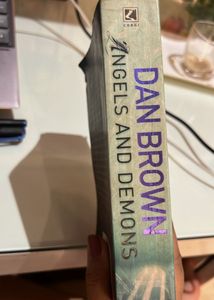 CORGI
DAN BROWN
ANGELS AND DEMONS